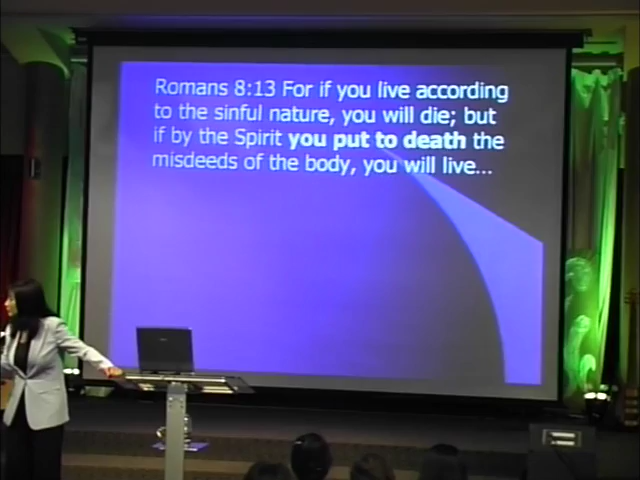 Romans 8:13 For if you live according
to the sinful nature, you will die; but
if by the Spirit you put to death the
misdeeds of the body, you will live...